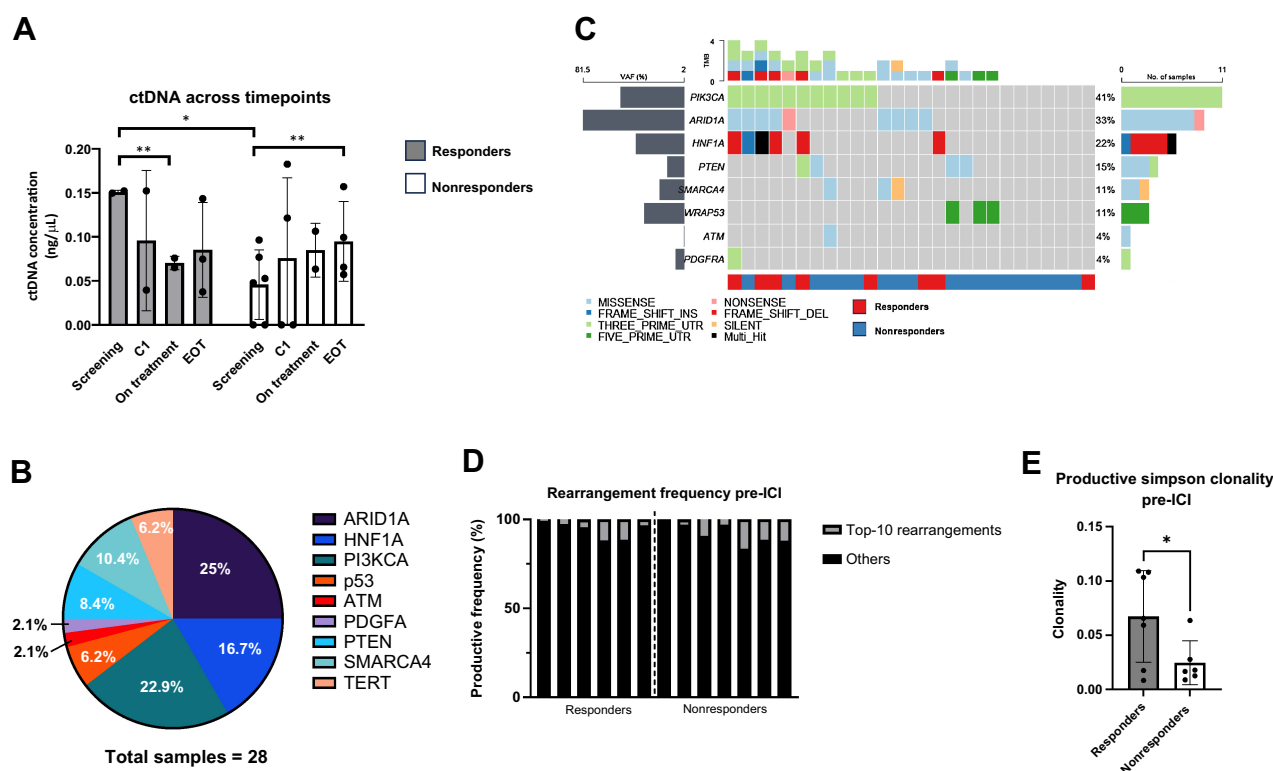 A
ctDNA across timepoints
*
**
**
0.20
0.15
0.10
0.05
0.00
ctDNA concentration
(ng/μL)
Screening
C1
On treatment
EOT
Screening
C1
On treatment
EOT
Responders
Nonresponders
B
6.2%
25%
10.4%
8.4%
2.1%
2.1%
6.2%
22.9%
16.7%
ARID1A
HNF1A
PI3KCA
p53
ATM
PDGFA
PTEN
SMARCA4
TERT
Total samples = 28
C
4
2
0
TMB
81.5
2
VAF (%)
0
11
No. of samples
PIK3CA
41%
ARID1A
33%
HNF1A
22%
PTEN
15%
SMARCA4
11%
WRAP53
11%
ATM
4%
PDGFRA
4%
MISSENSE
FRAME_SHIFT_INS
THREE_PRIME_UTR
FIVE_PRIME_UTR
NONSENSE
FRAME_SHIFT_DEL
SILENT
Multi_Hit
Responders
Nonresponders
D
Rearrangement frequency pre-ICI
100
50
0
Productive frequency (%)
Responders
Nonresponders
Top-10 rearrangements
Others
E
Productive simpson clonality
pre-ICI
*
0.15
0.10
0.05
0.00
Clonality
Responders
Nonresponders